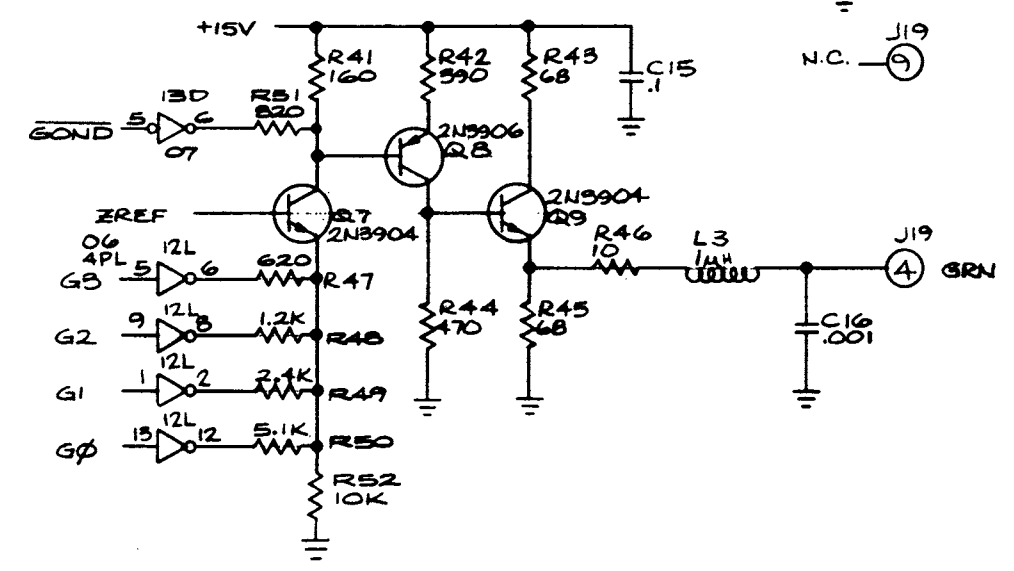 +15V
R41
160
R42
390
R43
68
C15
.1
N.C.
J19
9
GOND
5
13D
6
07
R51
820
2N3906
Q8
ZREF
Q7
2N3904
2N3904
Q9
06
4PL
G3
5
12L
6
620
R47
G2
9
12L
8
1.2K
R48
G1
1
12L
2
2.4K
R49
GØ
13
12L
12
5.1K
R50
R52
10K
R44
470
R45
68
R46
10
L3
1µH
J19
4
GRN
C16
.001